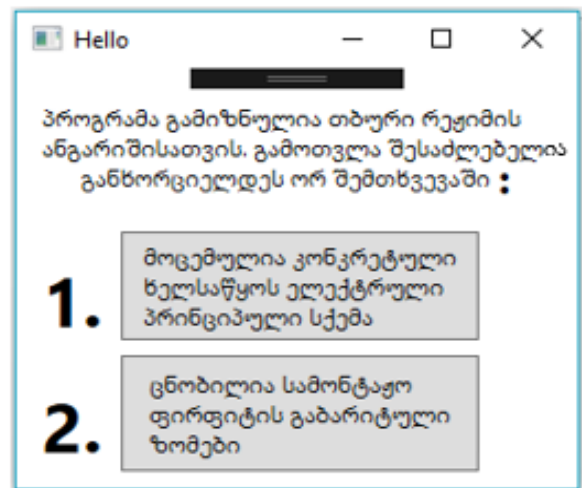 Hello
პროგრამა გამიზნულია თბური რეჟიმის
ანგარიშისათვის. გამოთვლა შესაძლებელია
განხორციელდეს ორ შემთხვევაში :
1.
მოცემულია კონკრეტული
ხელსაწყოს ელექტრული
პრინციპული სქემა
2.
ცნობილია სამონტაჟო
ფირფიტის გაბარიტული
ზომები